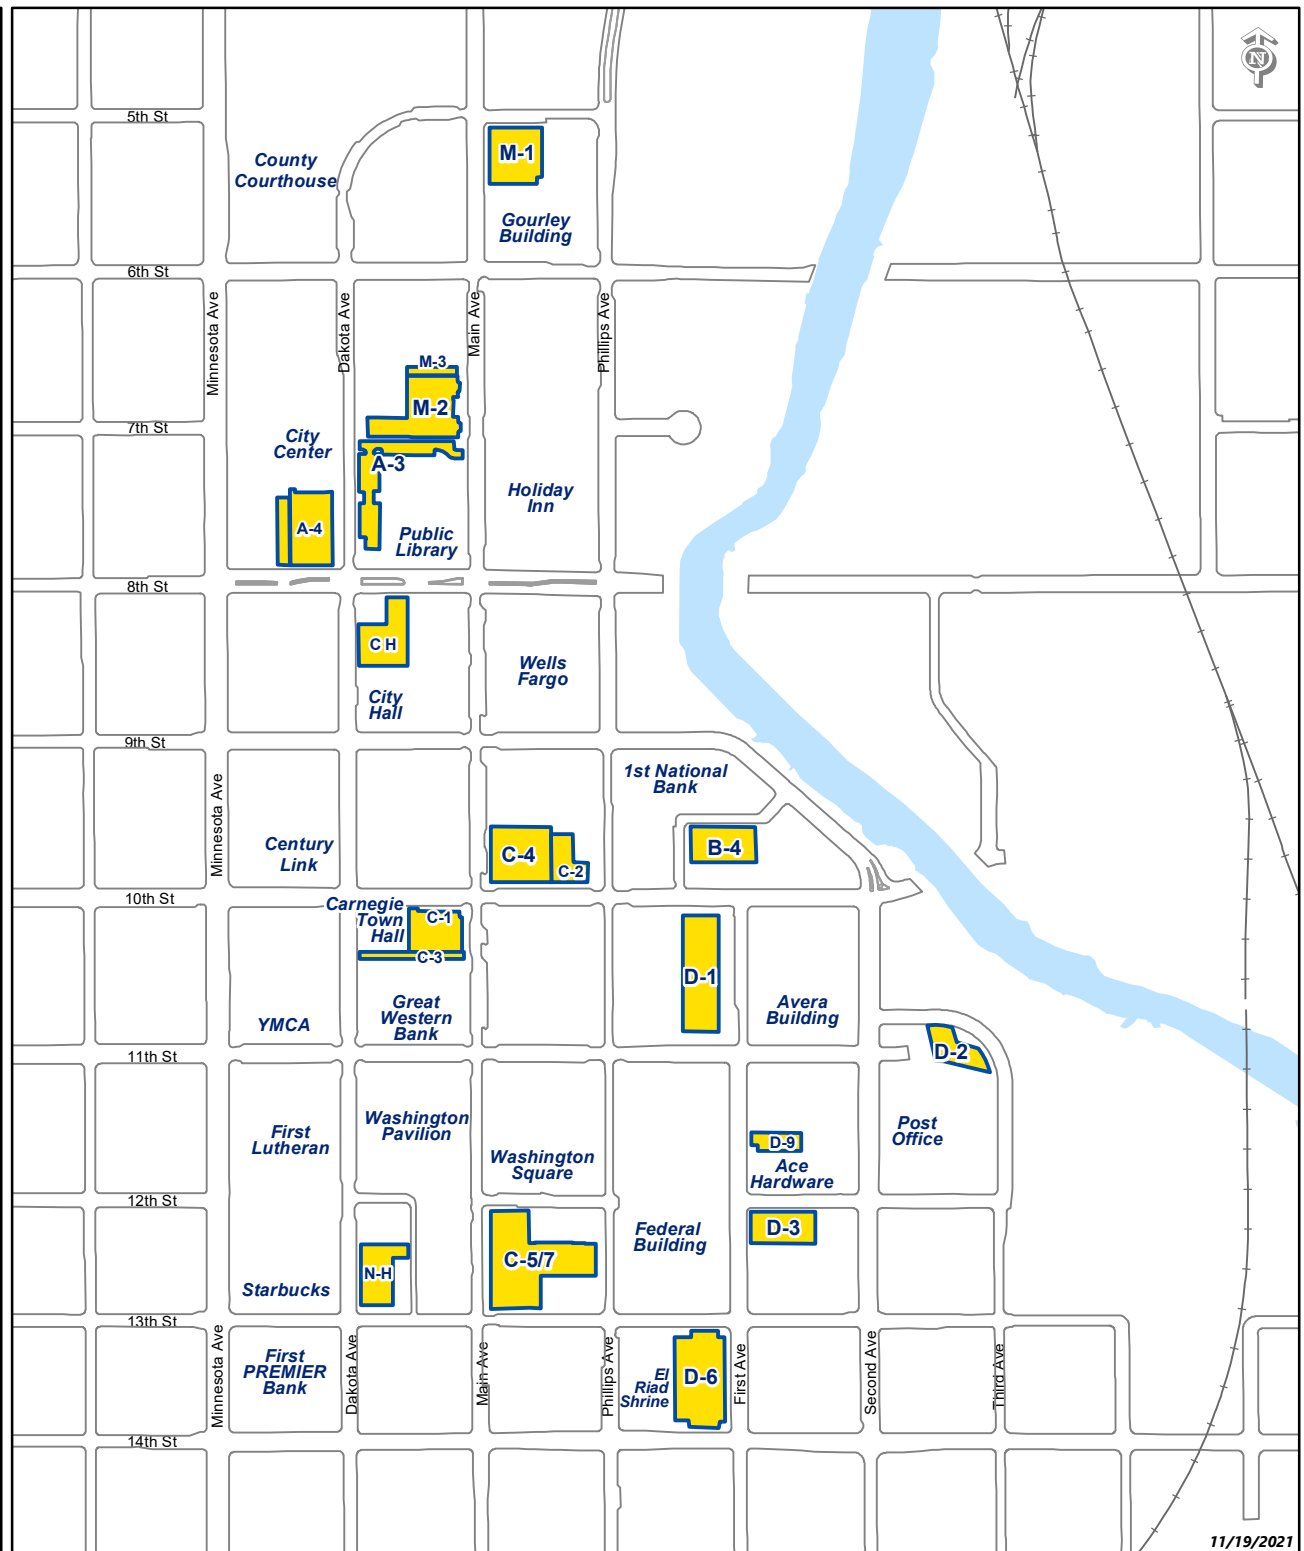 N
5th St
M-1
County
Courthouse
Gourley
Building
6th St
Minnesota Ave
Dakota Ave
Main Ave
Phillips Ave
M-3
M-2
7th St
City
Center
A-3
Holiday
Inn
A-4
Public
Library
8th St
C H
Wells
Fargo
City
Hall
9th St
1st National
Bank
Minnesota Ave
Century
Link
C-4
C-2
B-4
10th St
Carnegie
Town
Hall
C-1
C-3
D-1
Great
Western
Bank
YMCA
Avera
Building
11th St
D-2
First
Lutheran
Washington
Pavilion
Washington
Square
Post
Office
D-9
Ace
Hardware
12th St
Federal
Building
D-3
C-5/7
N-H
Starbucks
13th St
Minnesota Ave
First
PREMIER
Bank
Dakota Ave
Main Ave
Phillips Ave
El
Riad
Shrine
D-6
First Ave
Second Ave
Third Ave
14th St
11/19/2021